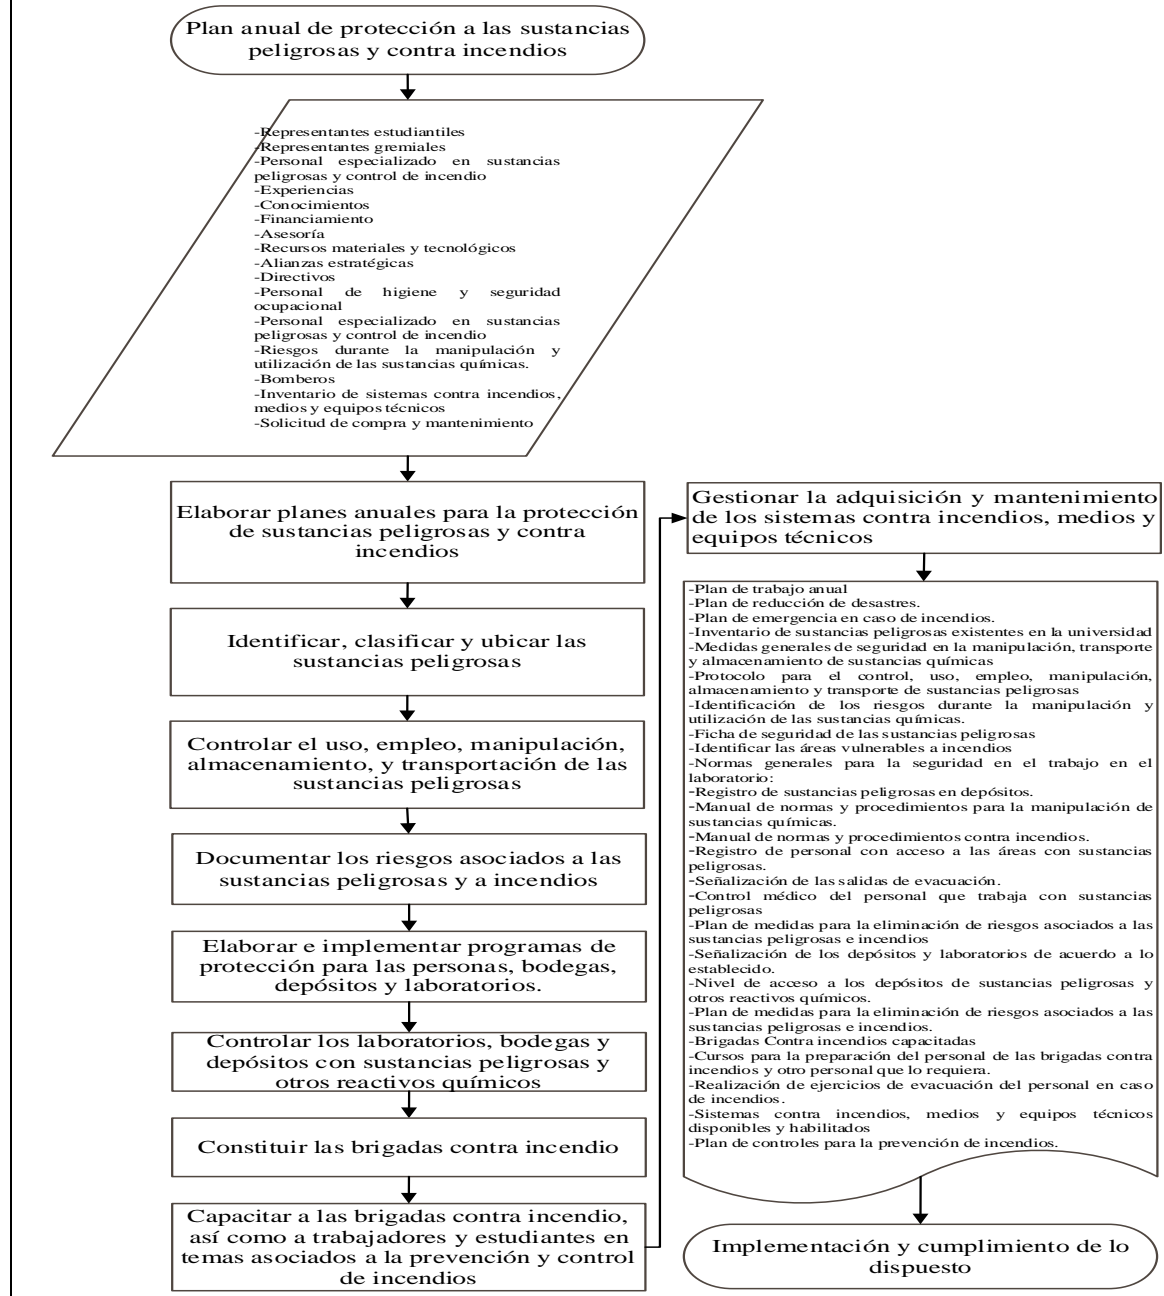 Plan anual de protección a las sustancias
peligrosas y contra incendios
-Representantes estudiantiles
-Representantes gremiales
-Personal especializado en sustancias
peligrosas y control de incendio
-Experiencias
-Conocimientos
-Financiamiento
-Asesoría
-Recursos materiales y tecnológicos
-Alianzas estratégicas
-Directivos
-Personal de higiene y seguridad
ocupacional
-Personal especializado en sustancias
peligrosas y control de incendio
-Riesgos durante la manipulación y
utilización de las sustancias químicas.
-Bomberos
-Inventario de sistemas contra incendios,
medios y equipos técnicos
-Solicitud de compra y mantenimiento
Elaborar planes anuales para la protección
de sustancias peligrosas y contra
incendios
Identificar, clasificar y ubicar las
sustancias peligrosas
Controlar el uso, empleo, manipulación,
almacenamiento, y transportación de las
sustancias peligrosas
Documentar los riesgos asociados a las
sustancias peligrosas y a incendios
Elaborar e implementar programas de
protección para las personas, bodegas,
depósitos y laboratorios.
Controlar los laboratorios, bodegas y
depósitos con sustancias peligrosas y
otros reactivos químicos
Constituir las brigadas contra incendio
Capacitar a las brigadas contra incendio,
así como a trabajadores y estudiantes en
temas asociados a la prevención y control
de incendios
Gestionar la adquisición y mantenimiento
de los sistemas contra incendios, medios y
equipos técnicos
-Plan de trabajo anual
-Plan de reducción de desastres.
-Plan de emergencia en caso de incendios.
-Inventario de sustancias peligrosas existentes en la universidad
-Medidas generales de seguridad en la manipulación, transporte
y almacenamiento de sustancias químicas
-Protocolo para el control, uso, empleo, manipulación,
almacenamiento y transporte de sustancias peligrosas
-Identificación de los riesgos durante la manipulación y
utilización de las sustancias químicas.
-Ficha de seguridad de las sustancias peligrosas
-Identificar las áreas vulnerables a incendios
-Normas generales para la seguridad en el trabajo en el
laboratorio:
-Registro de sustancias peligrosas en depósitos.
-Manual de normas y procedimientos para la manipulación de
sustancias químicas.
-Manual de normas y procedimientos contra incendios.
-Registro de personal con acceso a las áreas con sustancias
peligrosas.
-Señalización de las salidas de evacuación.
-Control médico del personal que trabaja con sustancias
peligrosas
-Plan de medidas para la eliminación de riesgos asociados a las
sustancias peligrosas e incendios
-Señalización de los depósitos y laboratorios de acuerdo a lo
establecido.
-Nivel de acceso a los depósitos de sustancias peligrosas y
otros reactivos químicos.
-Plan de medidas para la eliminación de riesgos asociados a las
sustancias peligrosas e incendios.
-Brigadas Contra incendios capacitadas
-Cursos para la preparación del personal de las brigadas contra
incendios y otro personal que lo requiera.
-Realización de ejercicios de evacuación del personal en caso
de incendios.
-Sistemas contra incendios, medios y equipos técnicos
disponibles y habilitados
-Plan de controles para la prevención de incendios.
Implementación y cumplimiento de lo
dispuesto